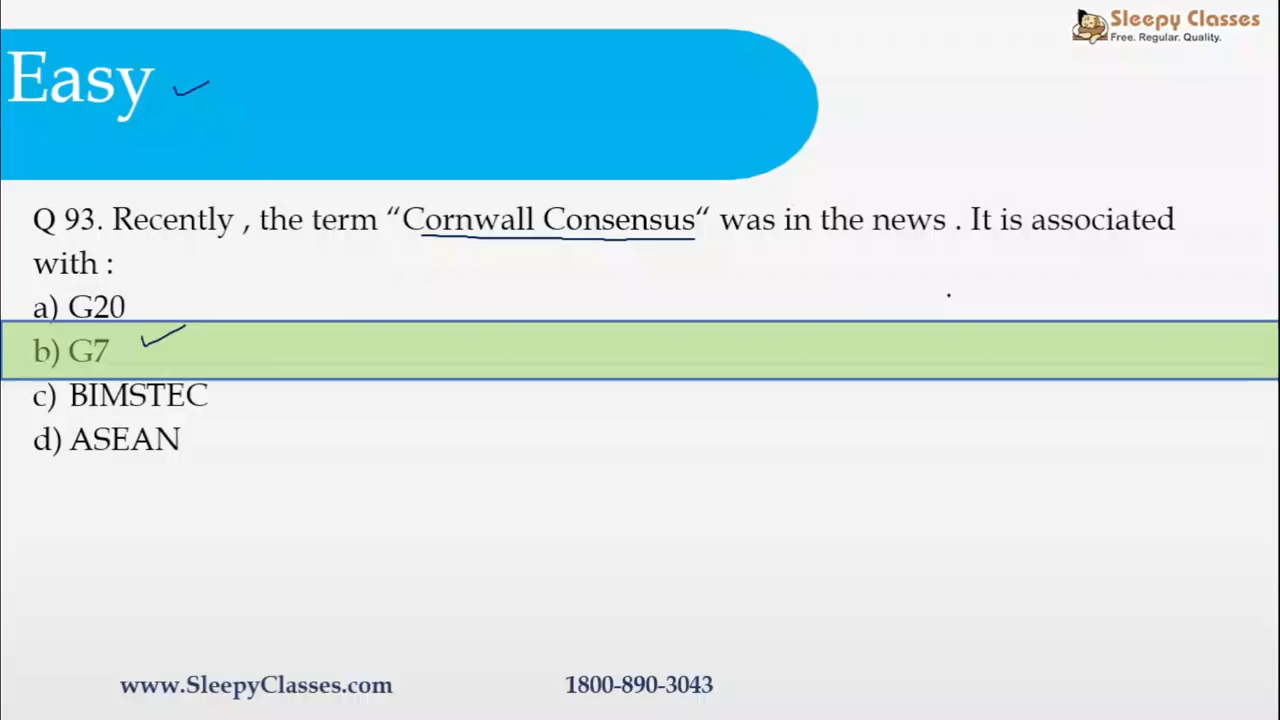 Sleepy Classes
Free. Regular. Quality.
Easy
Q 93. Recently , the term “Cornwall Consensus“ was in the news . It is associated
with :
a) G20
b) G7
c) BIMSTEC
d) ASEAN
www.SleepyClasses.com
1800-890-3043